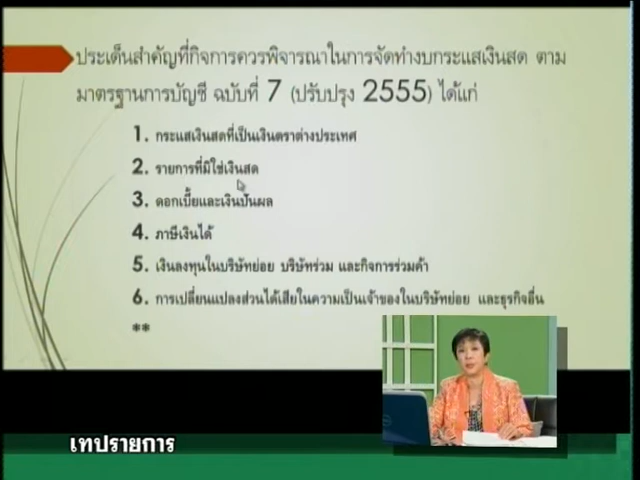 ประเด็นสำคัญที่กิจการควรพิจารณาในการจัดทำงบกระแสเงินสด ตาม
มาตรฐานการบัญชี ฉบับที่ 7 (ปรับปรุง 2555) ได้แก่
1. กระแสเงินสดที่เป็นเงินตราต่างประเทศ
2. รายการที่มิใช่เงินสด
3. ดอกเบี้ยและเงินปันผล
4. ภาษีเงินได้
5. เงินลงทุนในบริษัทย่อย บริษัทร่วม และกิจการร่วมค้า
6. การเปลี่ยนแปลงส่วนได้เสียในความเป็นเจ้าของในบริษัทย่อย และธุรกิจอื่น
**
เทปรายการ